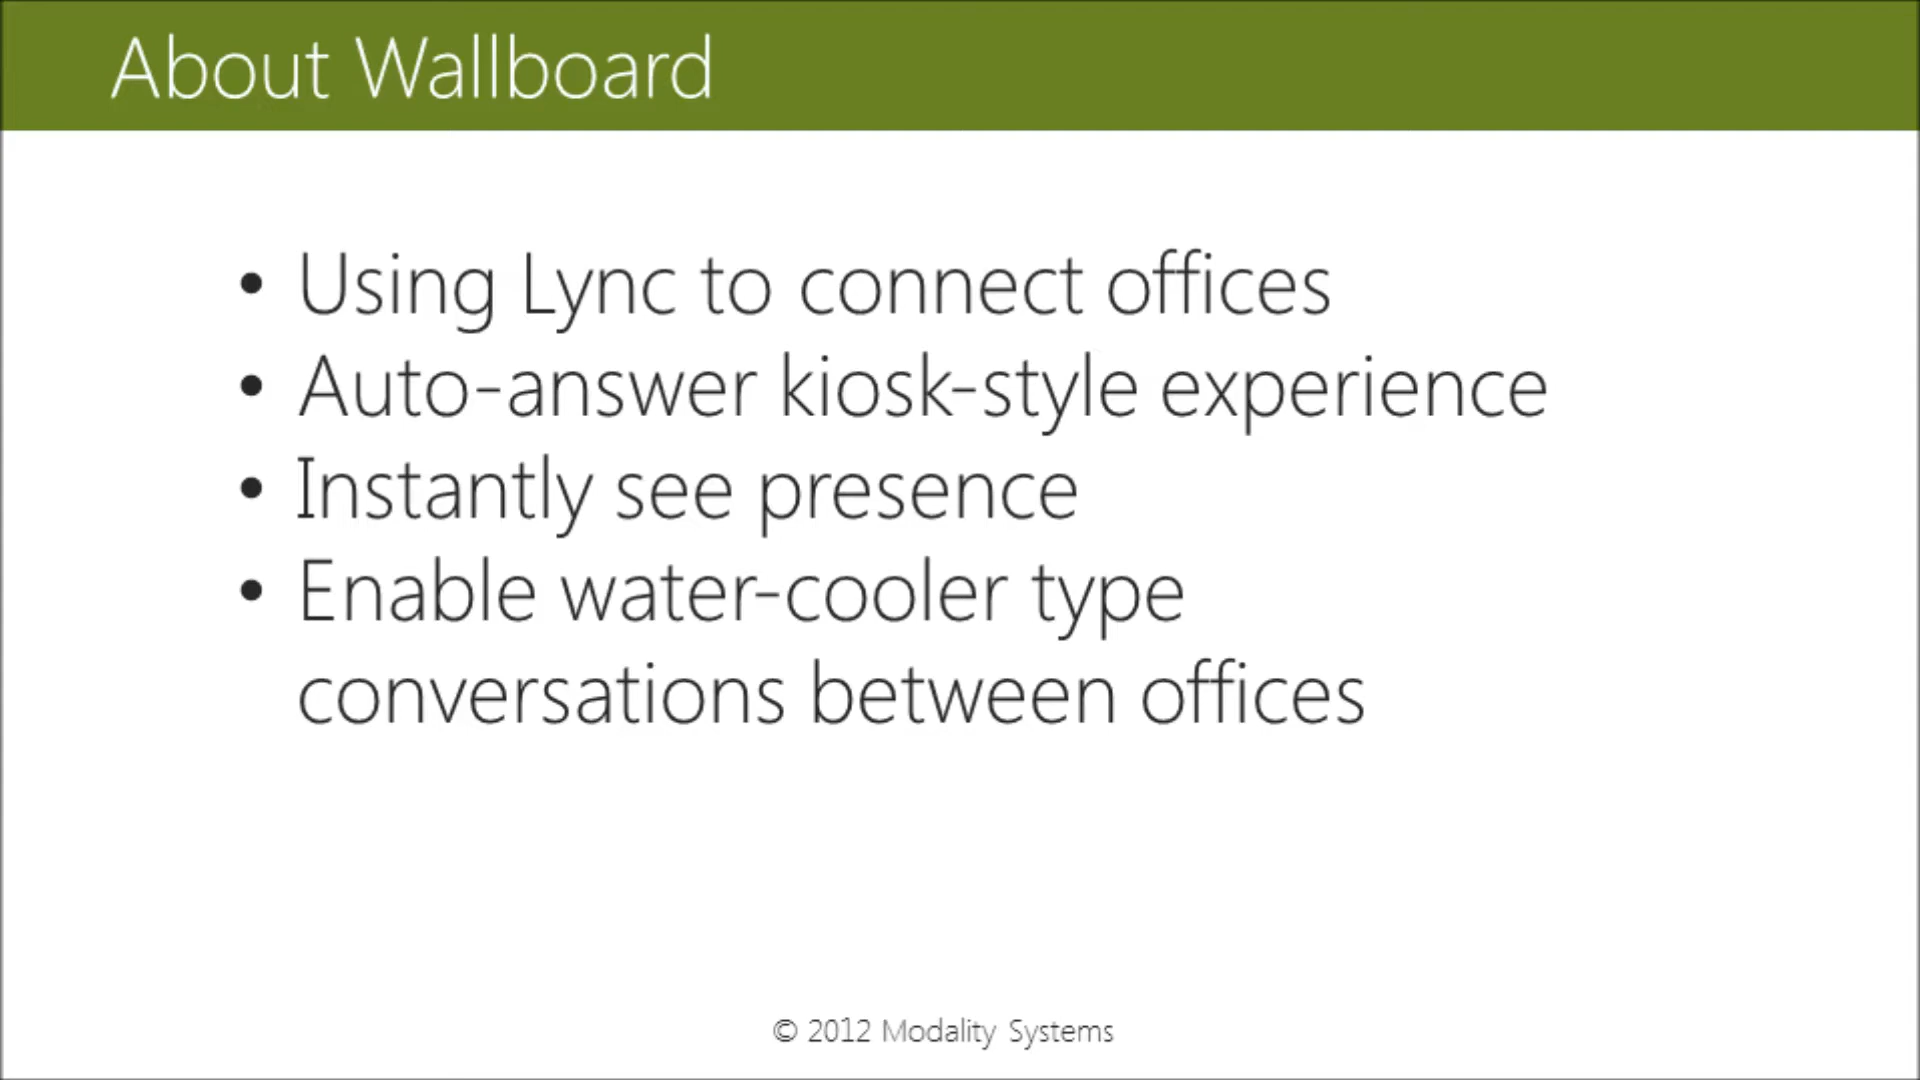 About Wallboard
• Using Lync to connect offices
• Auto-answer kiosk-style experience
• Instantly see presence
• Enable water-cooler type
conversations between offices
© 2012 Modality Systems